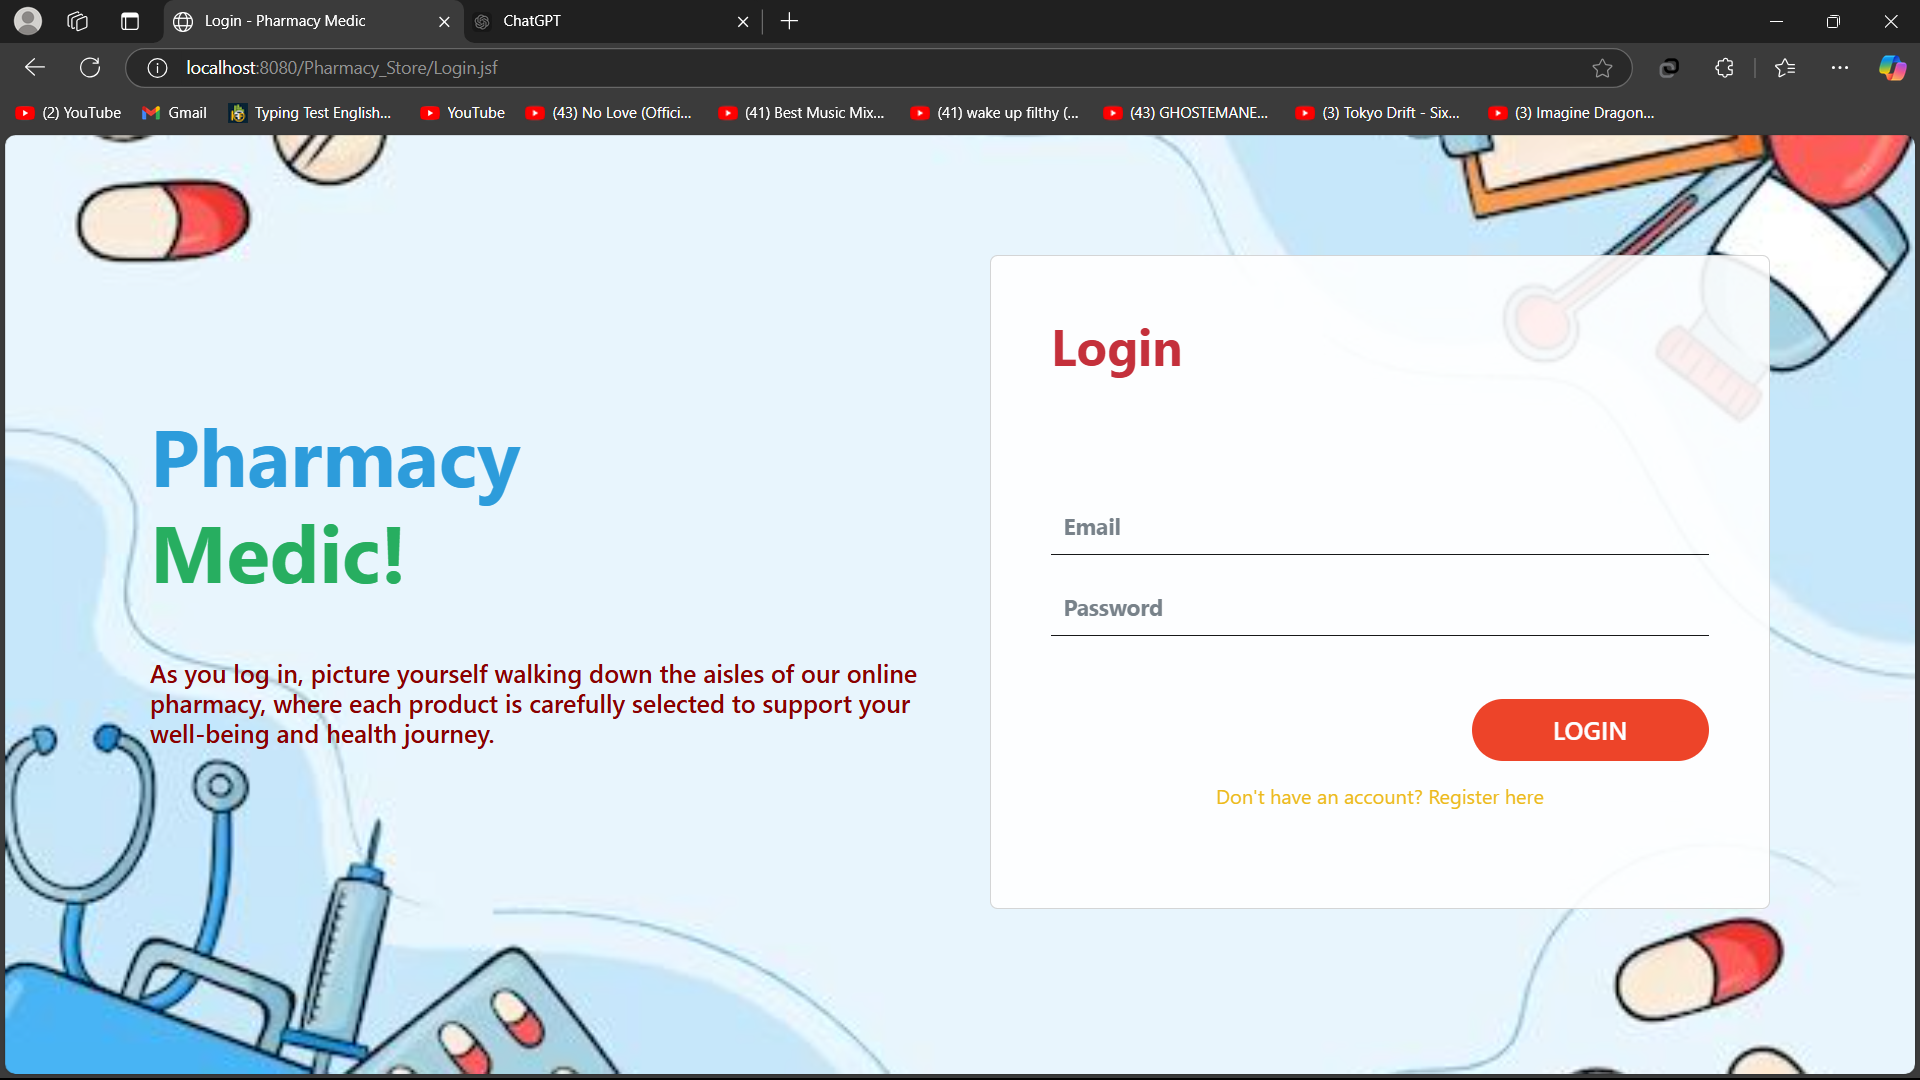 Login - Pharmacy Medic
ChatGPT
localhost:8080/Pharmacy_Store/Login.jsf
(2) YouTube
Gmail
Typing Test English...
YouTube
(43) No Love (Offici...
(41) Best Music Mix...
(41) wake up filthy (...
(43) GHOSTEMANE...
(3) Tokyo Drift - Six...
(3) Imagine Dragon...
Pharmacy
Medic!
As you log in, picture yourself walking down the aisles of our online
pharmacy, where each product is carefully selected to support your
well-being and health journey.
Login
Email
Password
LOGIN
Don't have an account? Register here